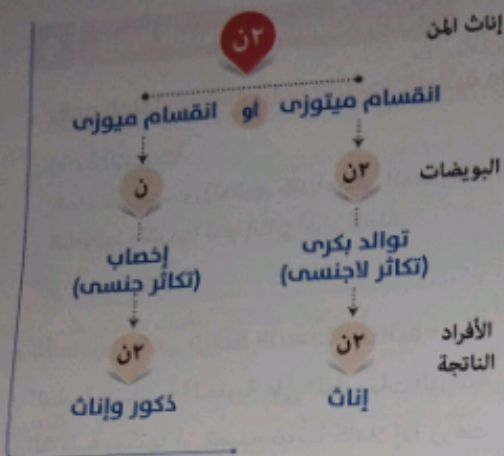 إناث المن
٢ن
انقسام ميتوزى أو انقسام ميوزى
البويضات
٢ن
ن
توالد بكرى
(تكاثر لاجنسى)
إخصاب
(تكاثر جنسى)
الأفراد
الناتجة
٢ن
٢ن
إناث
ذكور وإناث